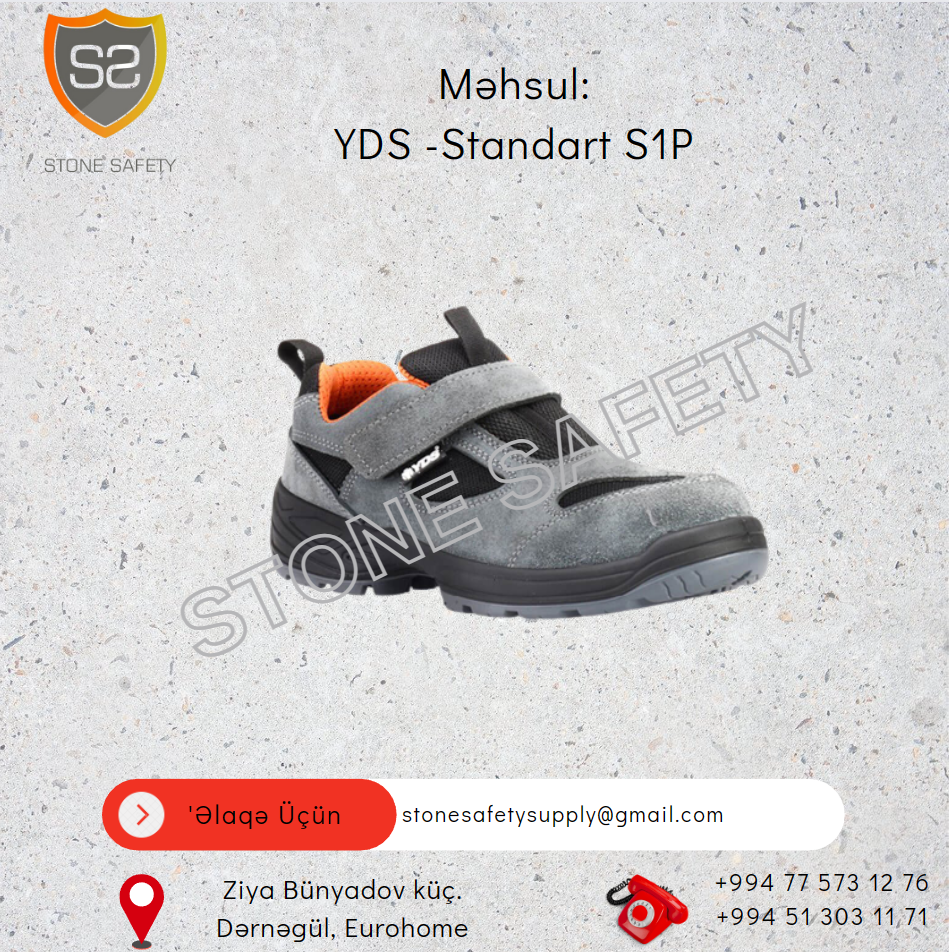 SS
STONE SAFETY
Məhsul:
YDS -Standart S1P
YDS
STONE SAFETY
'Əlaqə Üçün
stonesafetysupply@gmail.com
Ziya Bünyadov küç.
Dərnəgül, Eurohome
+994 77 573 12 76
+994 51 303 11 71